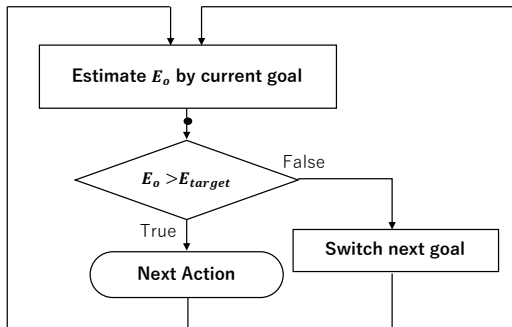 Estimate E_o by current goal
E_o >E_target
False
True
Switch next goal
Next Action